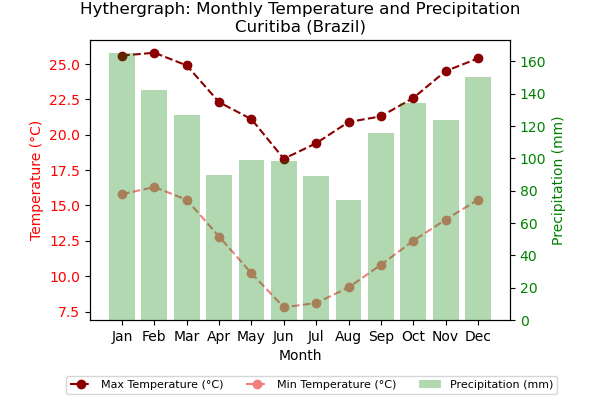 Hythergraph: Monthly Temperature and Precipitation
Curitiba (Brazil)
Temperature (°C)
25.0
22.5
20.0
17.5
15.0
12.5
10.0
7.5
160
140
120
100
80
60
40
20
0
Precipitation (mm)
Jan Feb Mar Apr May Jun Jul Aug Sep Oct Nov Dec
Month
Max Temperature (°C) Min Temperature (°C) Precipitation (mm)